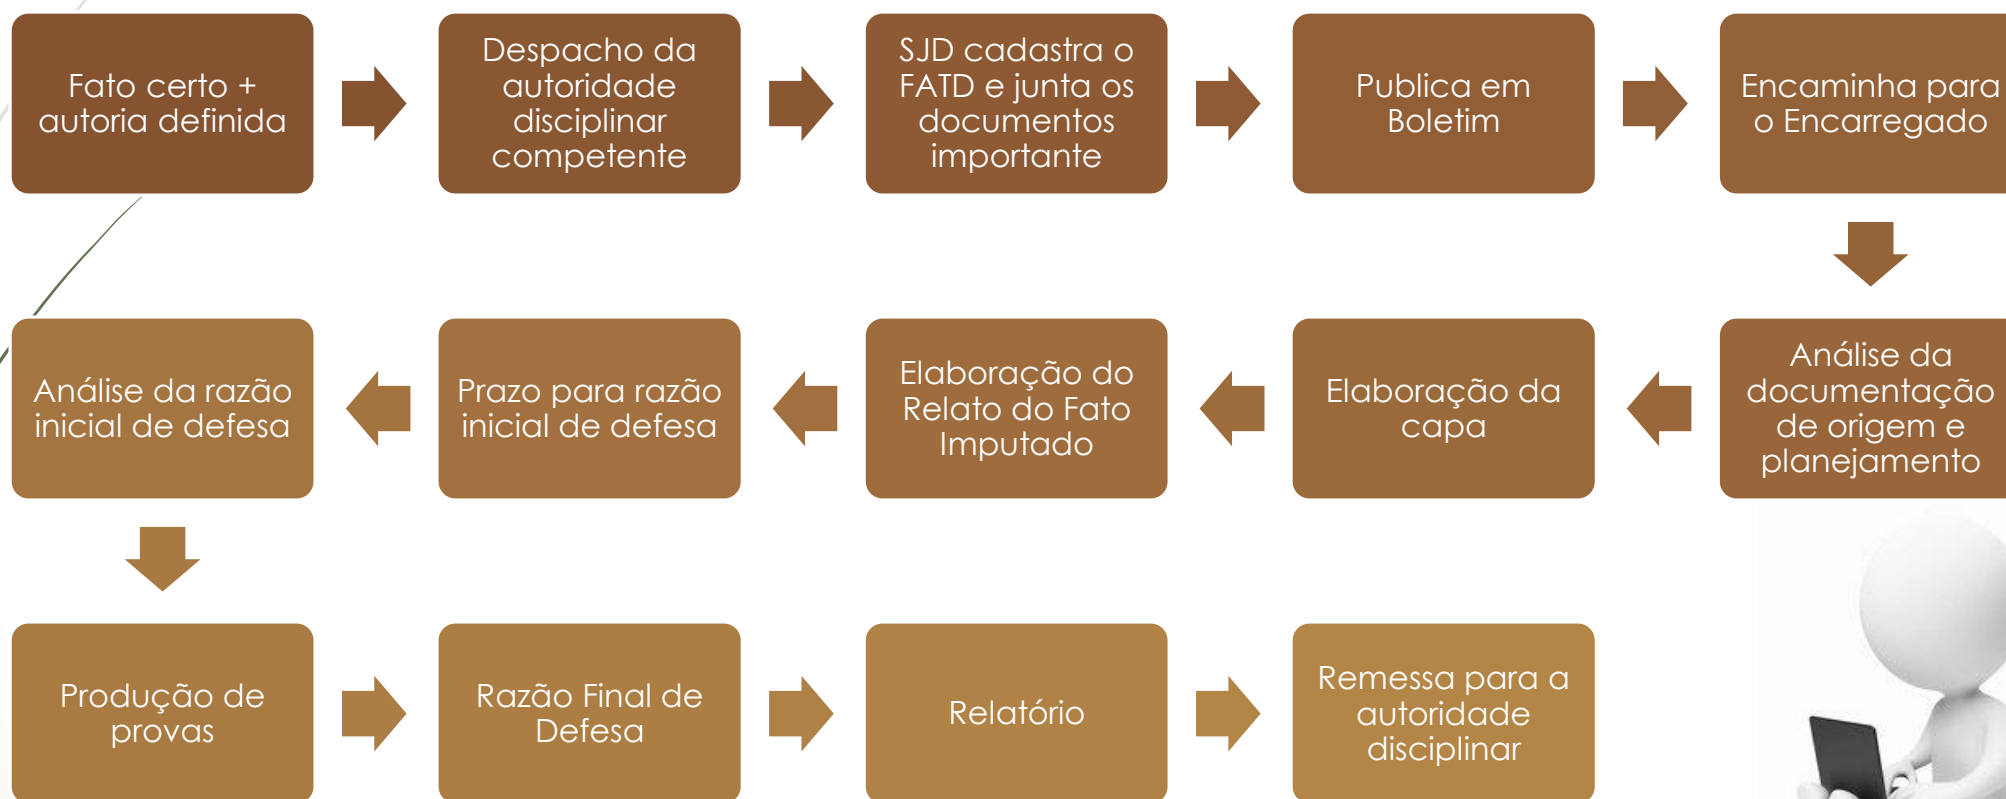 Fato certo +
autoria definida
Despacho da
autoridade
disciplinar
competente
SJD cadastra o
FATD e junta os
documentos
importante
Publica em
Boletim
Encaminha para
o Encarregado
Análise da
documentação
de origem e
planejamento
Elaboração da
capa
Elaboração do
Relato do Fato
Imputado
Prazo para razão
inicial de defesa
Análise da razão
inicial de defesa
Produção de
provas
Razão Final de
Defesa
Relatório
Remessa para a
autoridade
disciplinar